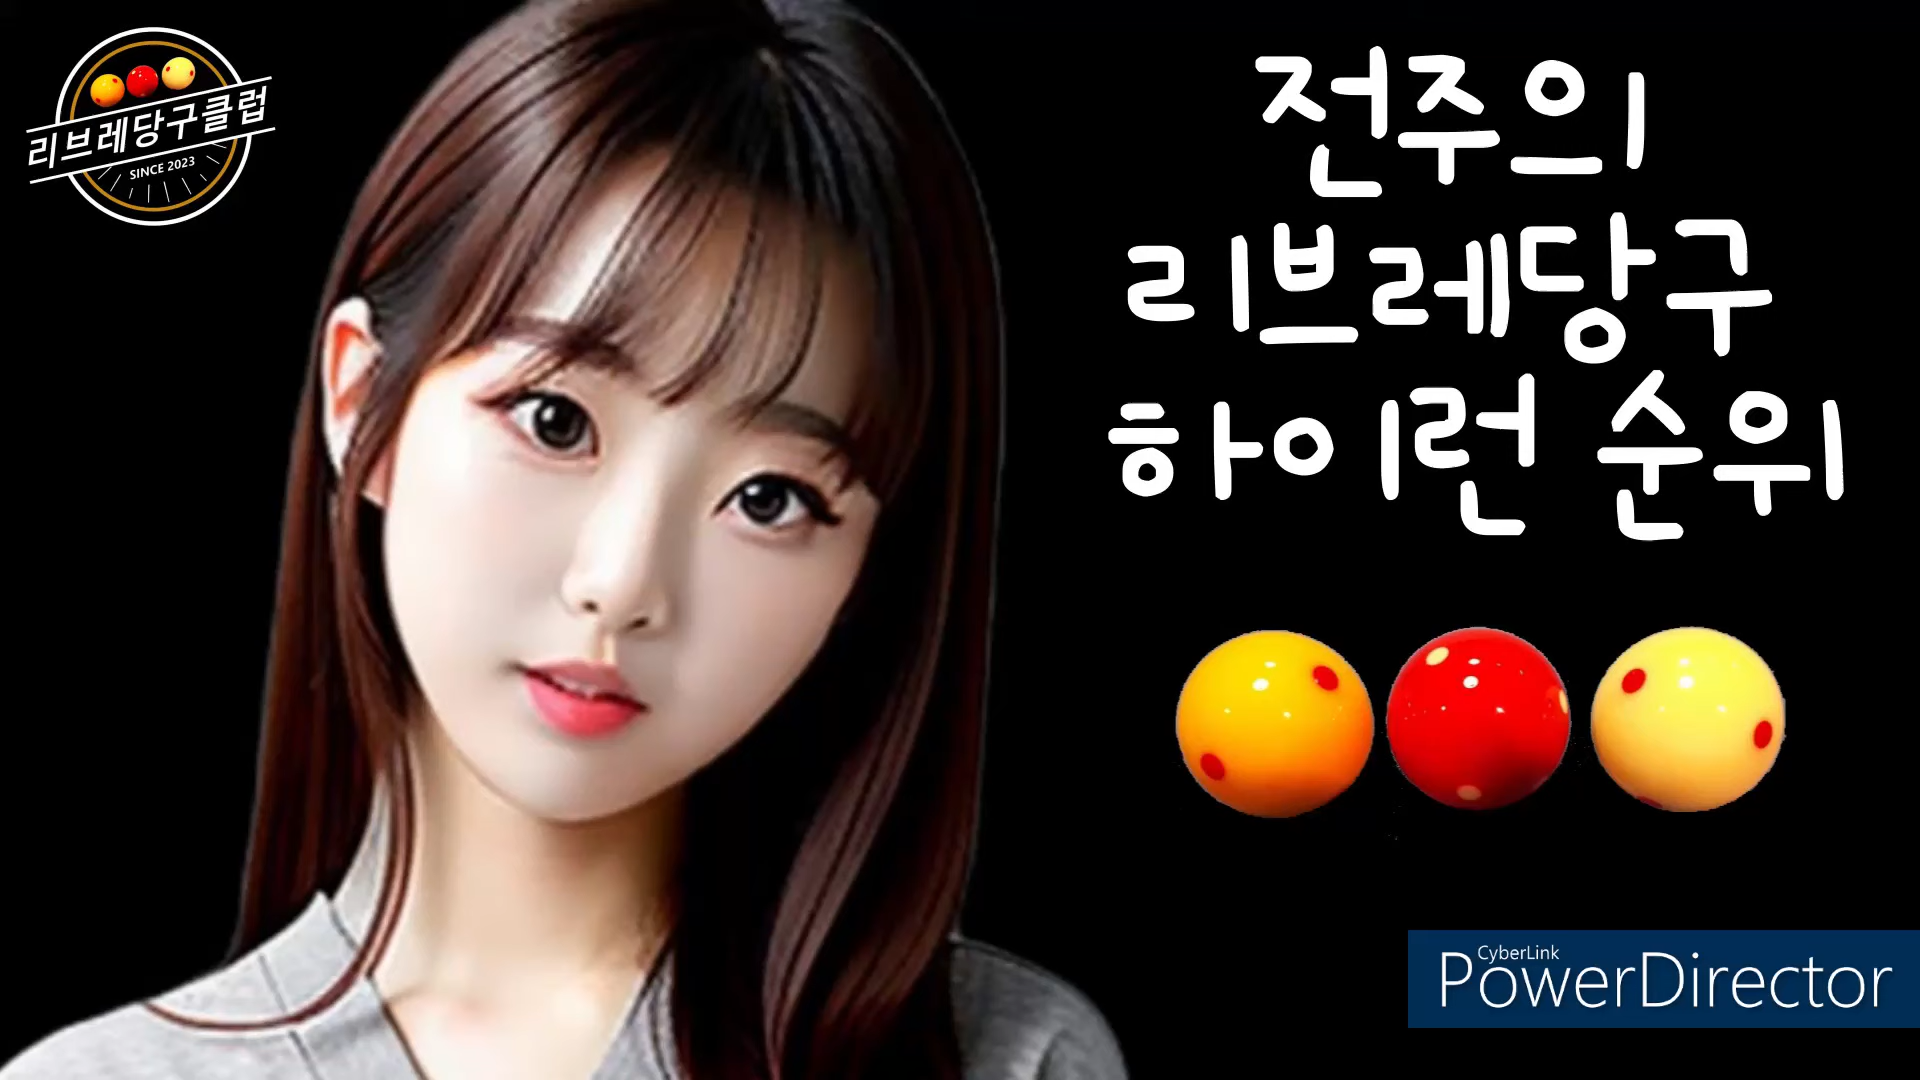 리브레당구클럽
SINCE 2023
전주의
리브레당구
하이런 순위
CyberLink
PowerDirector